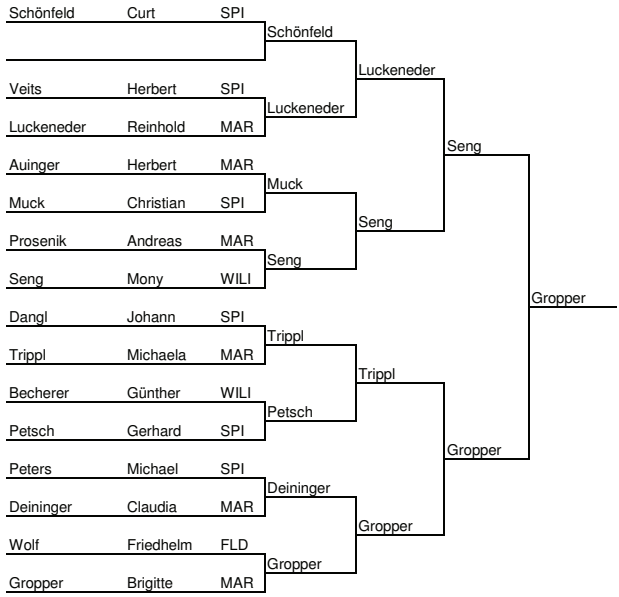 Schönfeld Curt SPI
Schönfeld
Luckeneder
Veits Herbert SPI
Luckeneder
Luckeneder Reinhold MAR
Seng
Auinger Herbert MAR
Muck
Muck Christian SPI
Seng
Prosenik Andreas MAR
Seng
Seng Mony WILI
Gropper
Dangl Johann SPI
Trippl
Trippl Michaela MAR
Trippl
Becherer Günther WILI
Petsch
Petsch Gerhard SPI
Gropper
Peters Michael SPI
Deininger
Deininger Claudia MAR
Gropper
Wolf Friedhelm FLD
Gropper
Gropper Brigitte MAR